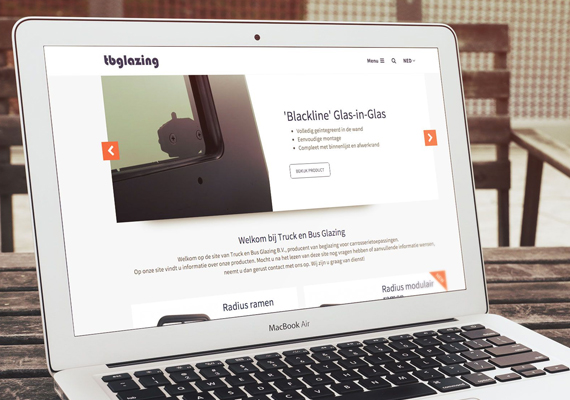 tbglazing
Menu
NED
'Blackline' Glas-in-Glas
Volledig geïntegreerd in de wand
Eenvoudige montage
Compleet met binnenlijst en afwerkrand
BEKIJK PRODUCT
Welkom bij Truck en Bus Glazing
Welkom op de site van Truck en Bus Glazing B.V., producent van beglazing voor carrosserietoepassingen.
Op onze site vindt u informatie over onze producten. Mocht u na het lezen van deze site nog vragen hebben of aanvullende informatie wensen,
neemt u dan gerust contact met ons op. Wij zijn u graag van dienst!
Radius ramen
Radius modulair
ramen
MacBook Air